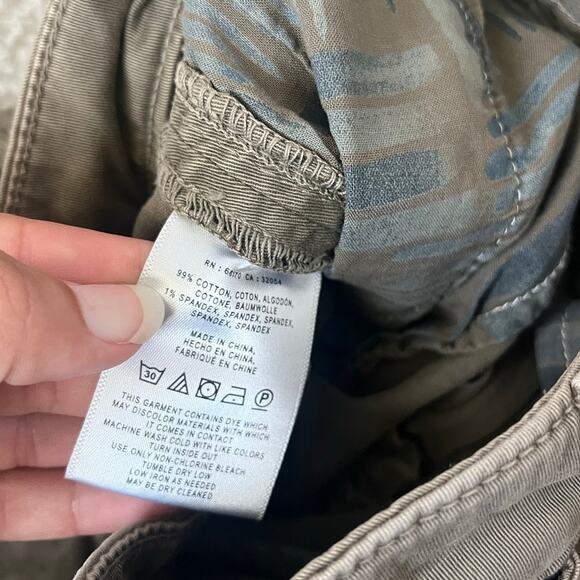 RN : 66170 CA : 32054
99% COTTON, COTON, ALGODÓN,
COTONE, BAUMWOLLE
1% SPANDEX, SPANDEX, SPANDEX,
SPANDEX, SPANDEX
MADE IN CHINA,
HECHO EN CHINA,
FABRIQUÉ EN CHINE
30 P
THIS GARMENT CONTAINS DYE WHICH
MAY DISCOLOR MATERIALS WITH WHICH
IT COMES IN CONTACT
MACHINE WASH COLD WITH LIKE COLORS
TURN INSIDE OUT
USE ONLY NON-CHLORINE BLEACH
TUMBLE DRY LOW
LOW IRON AS NEEDED
MAY BE DRY CLEANED